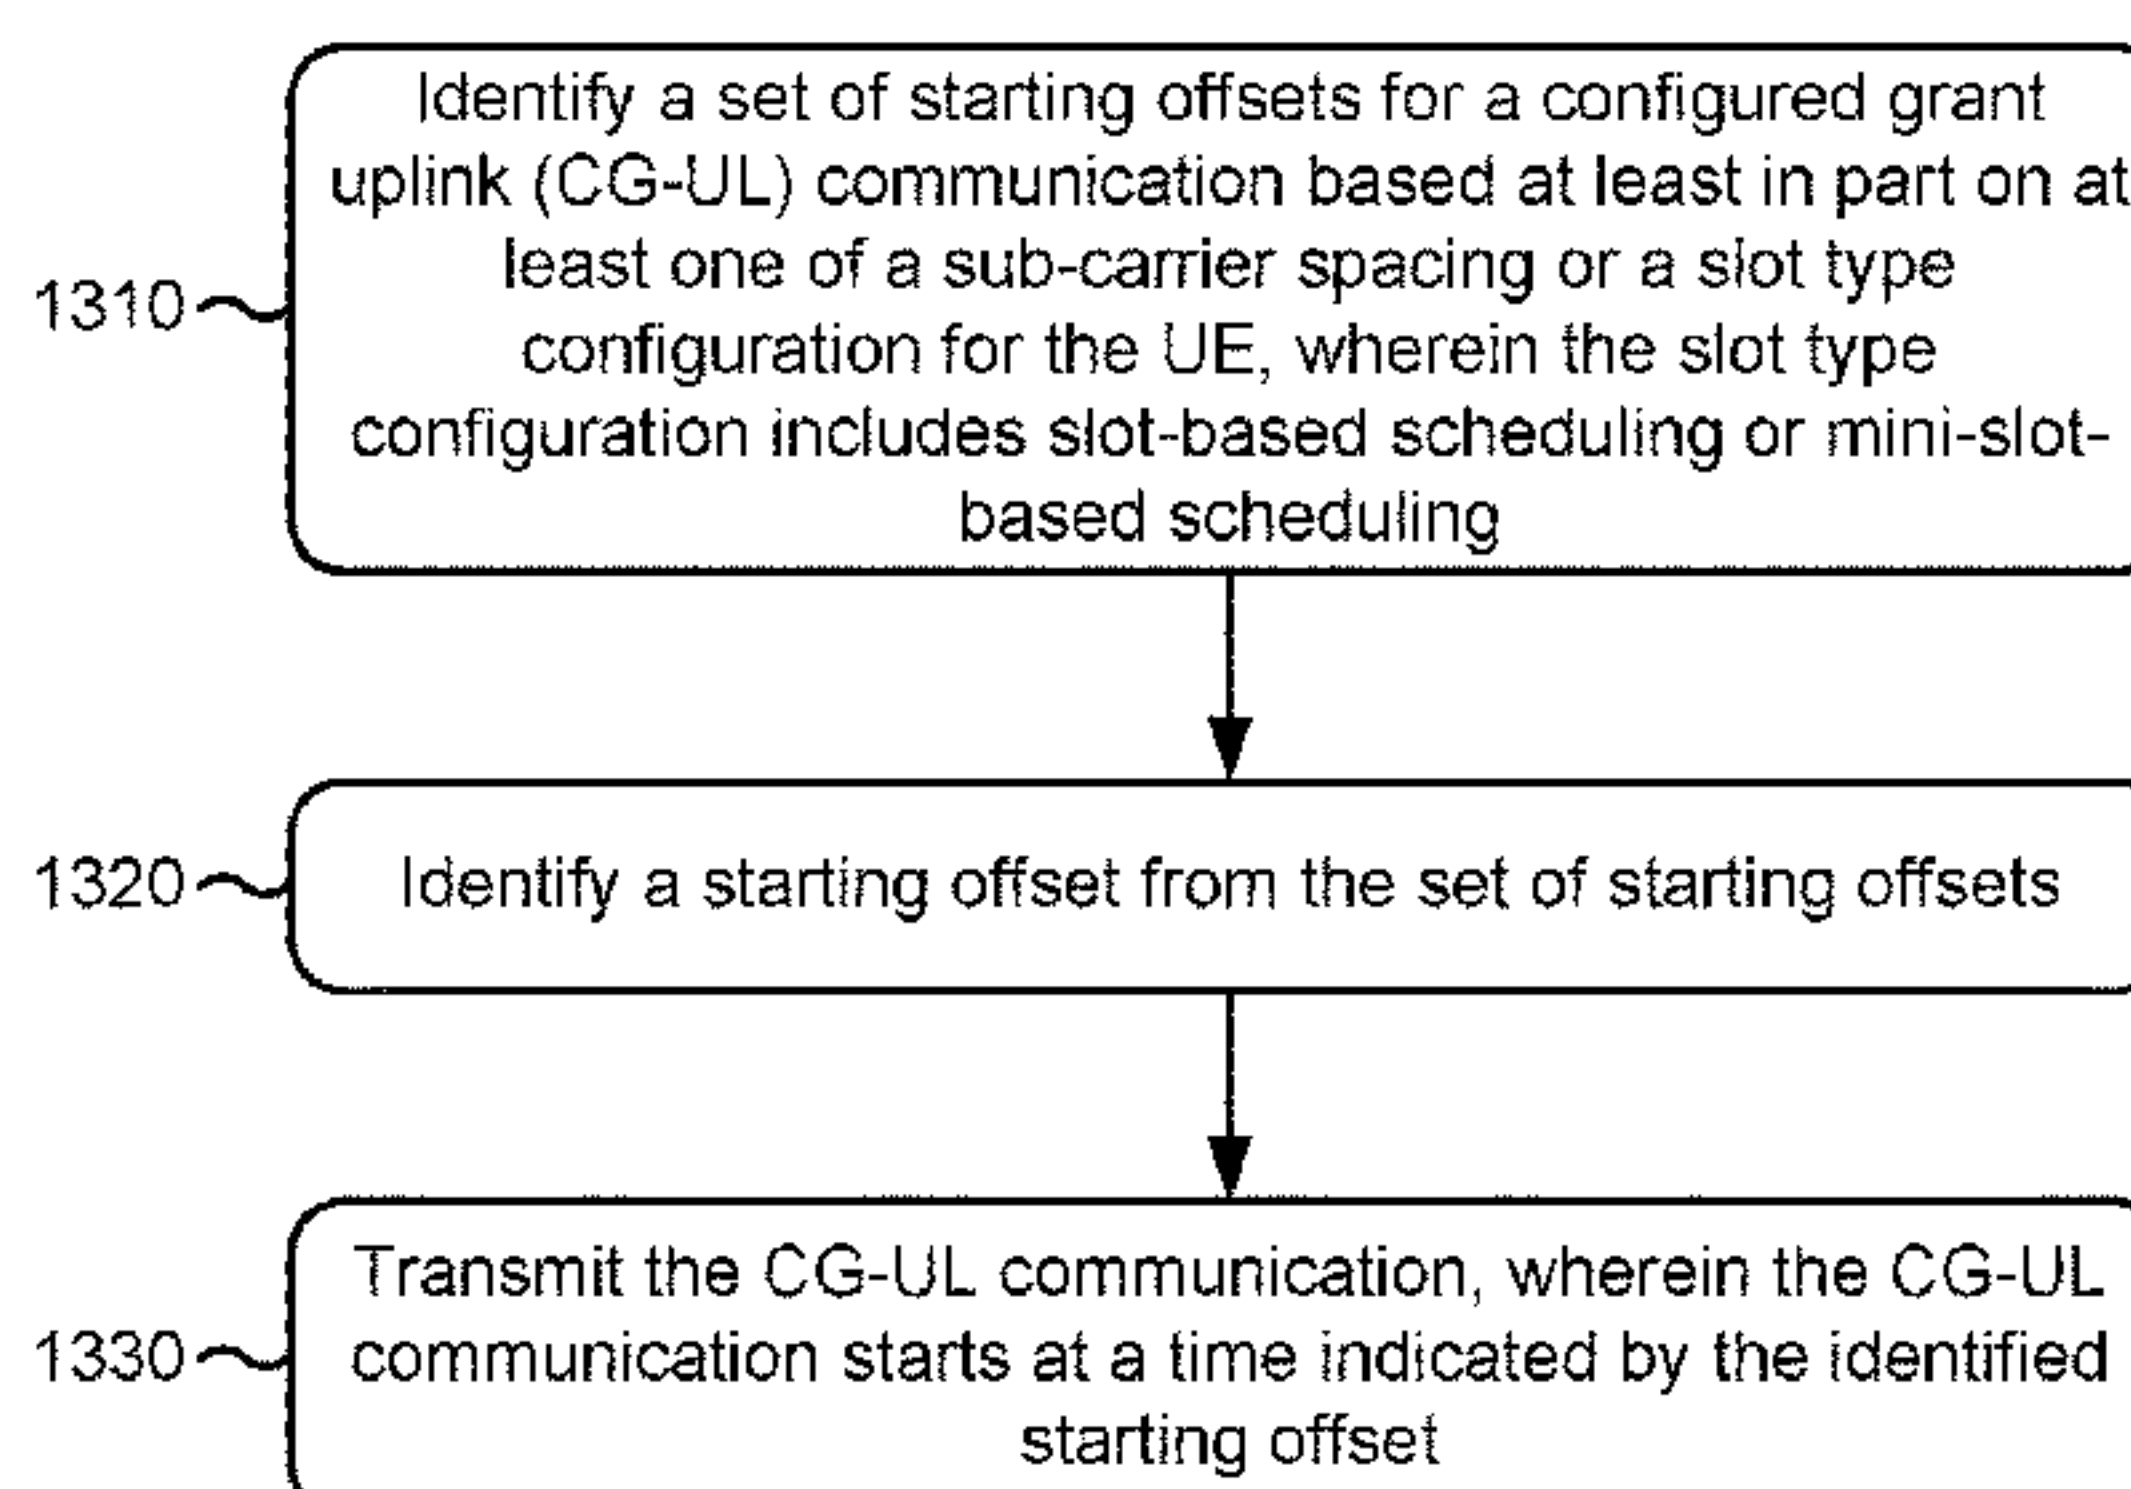 Identify a set of starting offsets for a configured grant
uplink (CG-UL) communication based at least in part on at
least one of a sub-carrier spacing or a slot type
configuration for the UE, wherein the slot type
configuration includes slot-based scheduling or mini-slot-
based scheduling
1310
1320
Identify a starting offset from the set of starting offsets
Transmit the CG-UL communication, wherein the CG-UL
communication starts at a time indicated by the identified
starting offset
1330